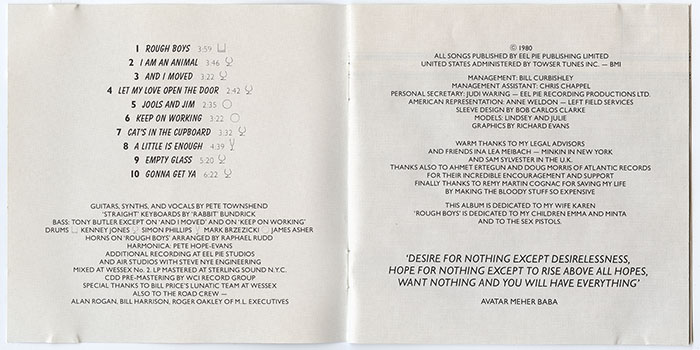 1 ROUGH BOYS 3:59
2 I AM AN ANIMAL 3:46
3 AND I MOVED 3:22
4 LET MY LOVE OPEN THE DOOR 2:42
5 JOOLS AND JIM 2:35
6 KEEP ON WORKING 3:22
7 CAT'S IN THE CUPBOARD 3:32
8 A LITTLE IS ENOUGH 4:39
9 EMPTY GLASS 5:20
10 GONNA GET YA 6:22
GUITARS, SYNTHS, AND VOCALS BY PETE TOWNSHEND
'STRAIGHT' KEYBOARDS BY 'RABBIT' BUNDRICK
BASS: TONY BUTLER EXCEPT ON 'AND I MOVED' AND ON 'KEEP ON WORKING'
DRUMS KENNEY JONES SIMON PHILLIPS MARK BRZEZICKI JAMES ASHER
HORNS ON 'ROUGH BOYS' ARRANGED BY RAPHAEL RUDD
HARMONICA: PETE HOPE-EVANS
ADDITIONAL RECORDING AT EEL PIE STUDIOS
AND AIR STUDIOS WITH STEVE NYE ENGINEERING
MIXED AT WESSEX No. 2. LP MASTERED AT STERLING SOUND N.Y.C.
CDD PRE-MASTERING BY WCI RECORD GROUP
SPECIAL THANKS TO BILL PRICE'S LUNATIC TEAM AT WESSEX
ALSO TO THE ROAD CREW —
ALAN ROGAN, BILL HARRISON, ROGER OAKLEY OF M.L. EXECUTIVES
© 1980
ALL SONGS PUBLISHED BY EEL PIE PUBLISHING LIMITED
UNITED STATES ADMINISTERED BY TOWSER TUNES INC. — BMI
MANAGEMENT: BILL CURBISHLEY
MANAGEMENT ASSISTANT: CHRIS CHAPPEL
PERSONAL SECRETARY: JUDI WARING — EEL PIE RECORDING PRODUCTIONS LTD.
AMERICAN REPRESENTATION: ANNE WELDON — LEFT FIELD SERVICES
SLEEVE DESIGN BY BOB CARLOS CLARKE
MODELS: LINDSEY AND JULIE
GRAPHICS BY RICHARD EVANS
WARM THANKS TO MY LEGAL ADVISORS
AND FRIENDS INA LEA MEIBACH — MINKIN IN NEW YORK
AND SAM SYLVESTER IN THE U.K.
THANKS ALSO TO AHMET ERTEGUN AND DOUG MORRIS OF ATLANTIC RECORDS
FOR THEIR INCREDIBLE ENCOURAGEMENT AND SUPPORT
FINALLY THANKS TO REMY MARTIN COGNAC FOR SAVING MY LIFE
BY MAKING THE BLOODY STUFF SO EXPENSIVE
THIS ALBUM IS DEDICATED TO MY WIFE KAREN
'ROUGH BOYS' IS DEDICATED TO MY CHILDREN EMMA AND MINTA
AND TO THE SEX PISTOLS.
'DESIRE FOR NOTHING EXCEPT DESIRELESSNESS,
HOPE FOR NOTHING EXCEPT TO RISE ABOVE ALL HOPES,
WANT NOTHING AND YOU WILL HAVE EVERYTHING'
AVATAR MEHER BABA